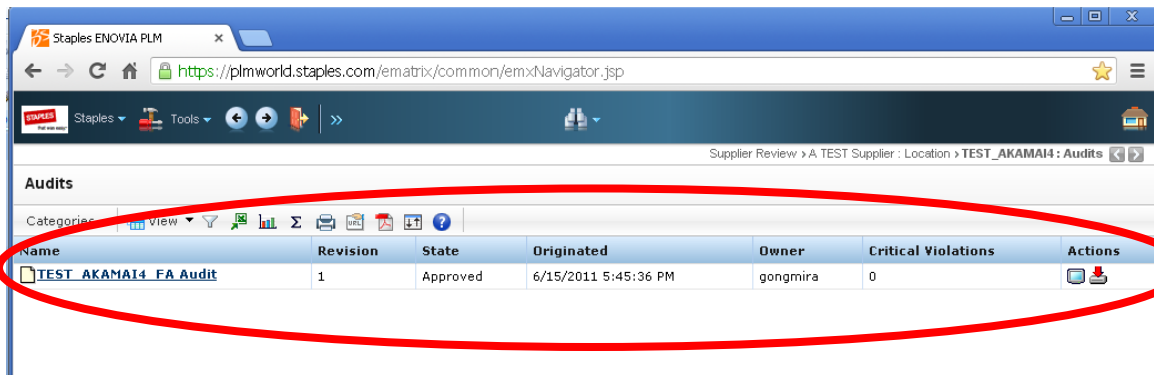 Staples ENOVIA PLM
https://plmworld.staples.com/ematrix/common/emxNavigator.jsp
STAPLES Staples Tools »
Supplier Review › A TEST Supplier : Location › TEST_AKAMAI4 : Audits
Audits
Categories View Σ URL ?
Name Revision State Originated Owner Critical Violations Actions
TEST_AKAMAI4_FA Audit 1 Approved 6/15/2011 5:45:36 PM gongmira 0